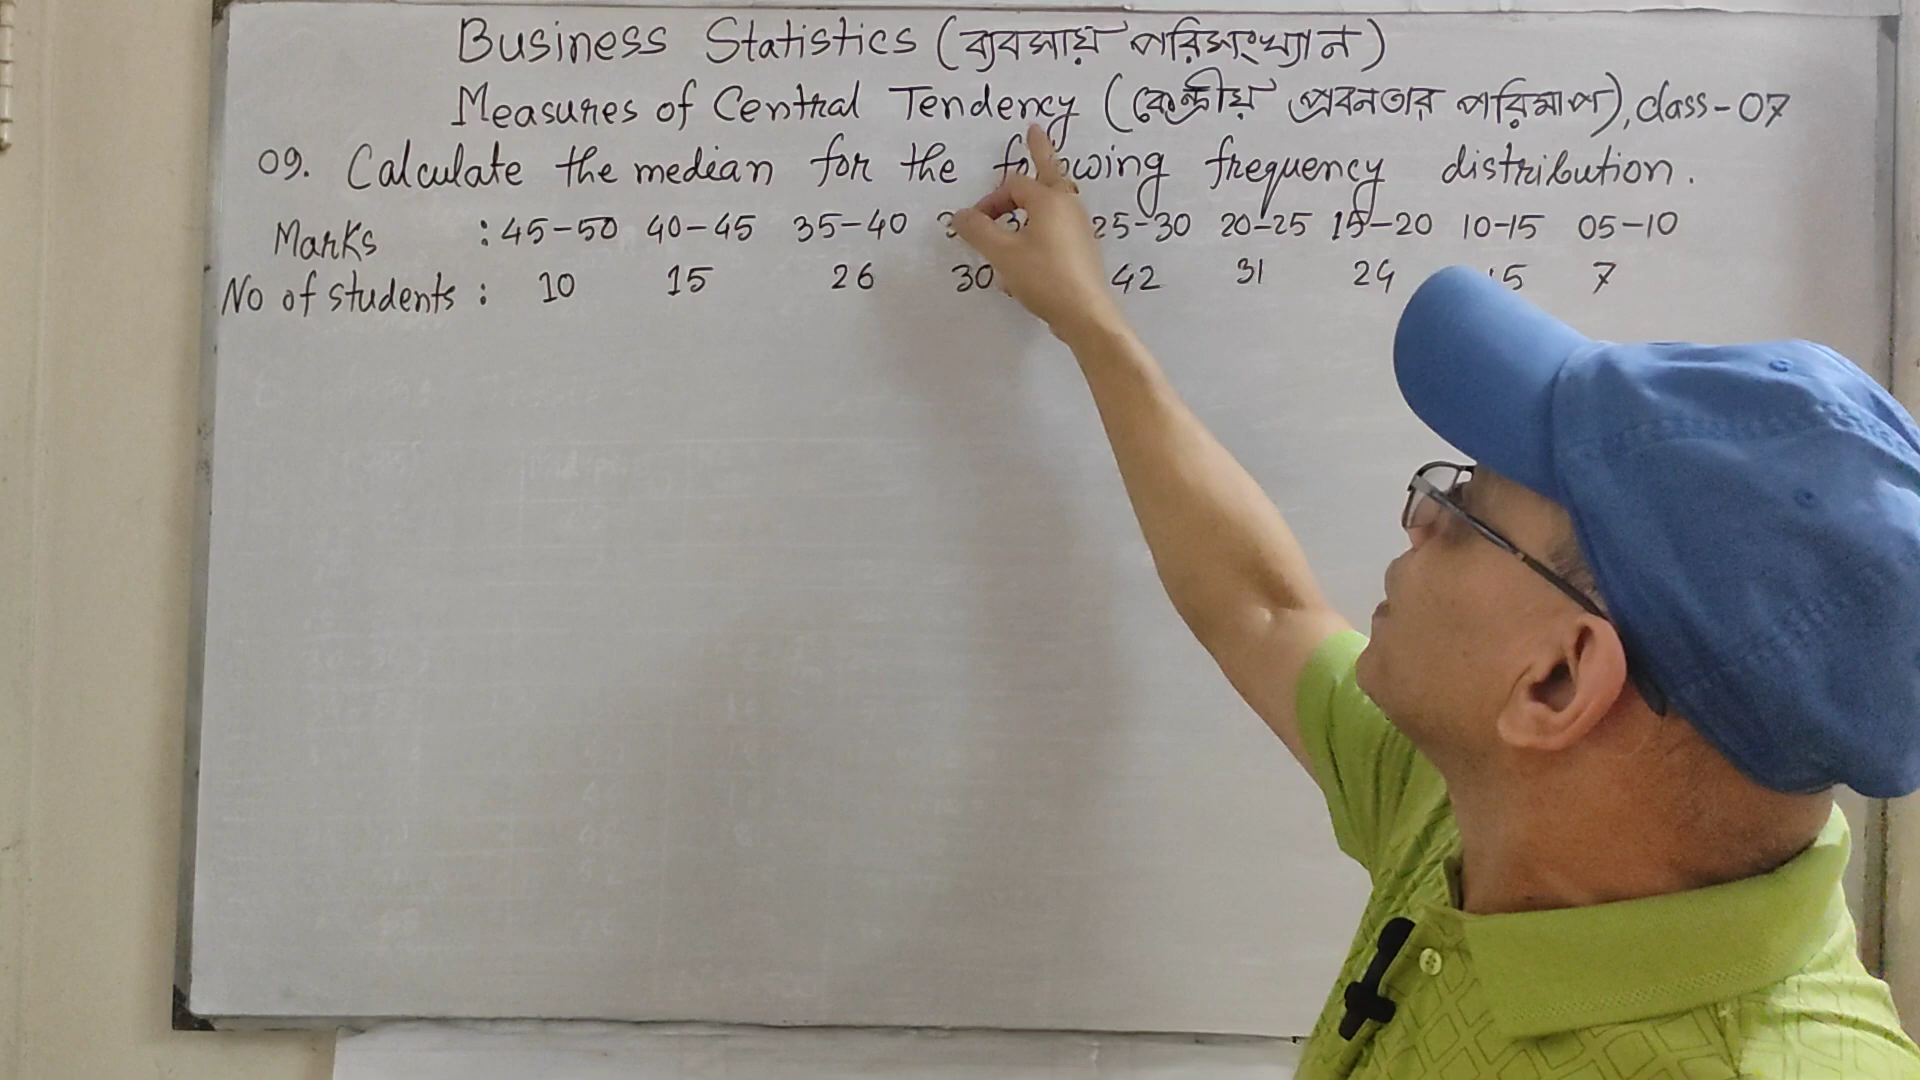 Business Statistics (ব্যবসায় পরিসংখ্যান)
Measures of Central Tendency (কেন্দ্রীয় প্রবনতার পরিমাপ), class-07
09. Calculate the median for the frequency distribution.
Marks : 45-50 40-45 35-40 25-30 20-25 15-20 10-15 05-10
No of students : 10 15 26 30 42 31 24 7